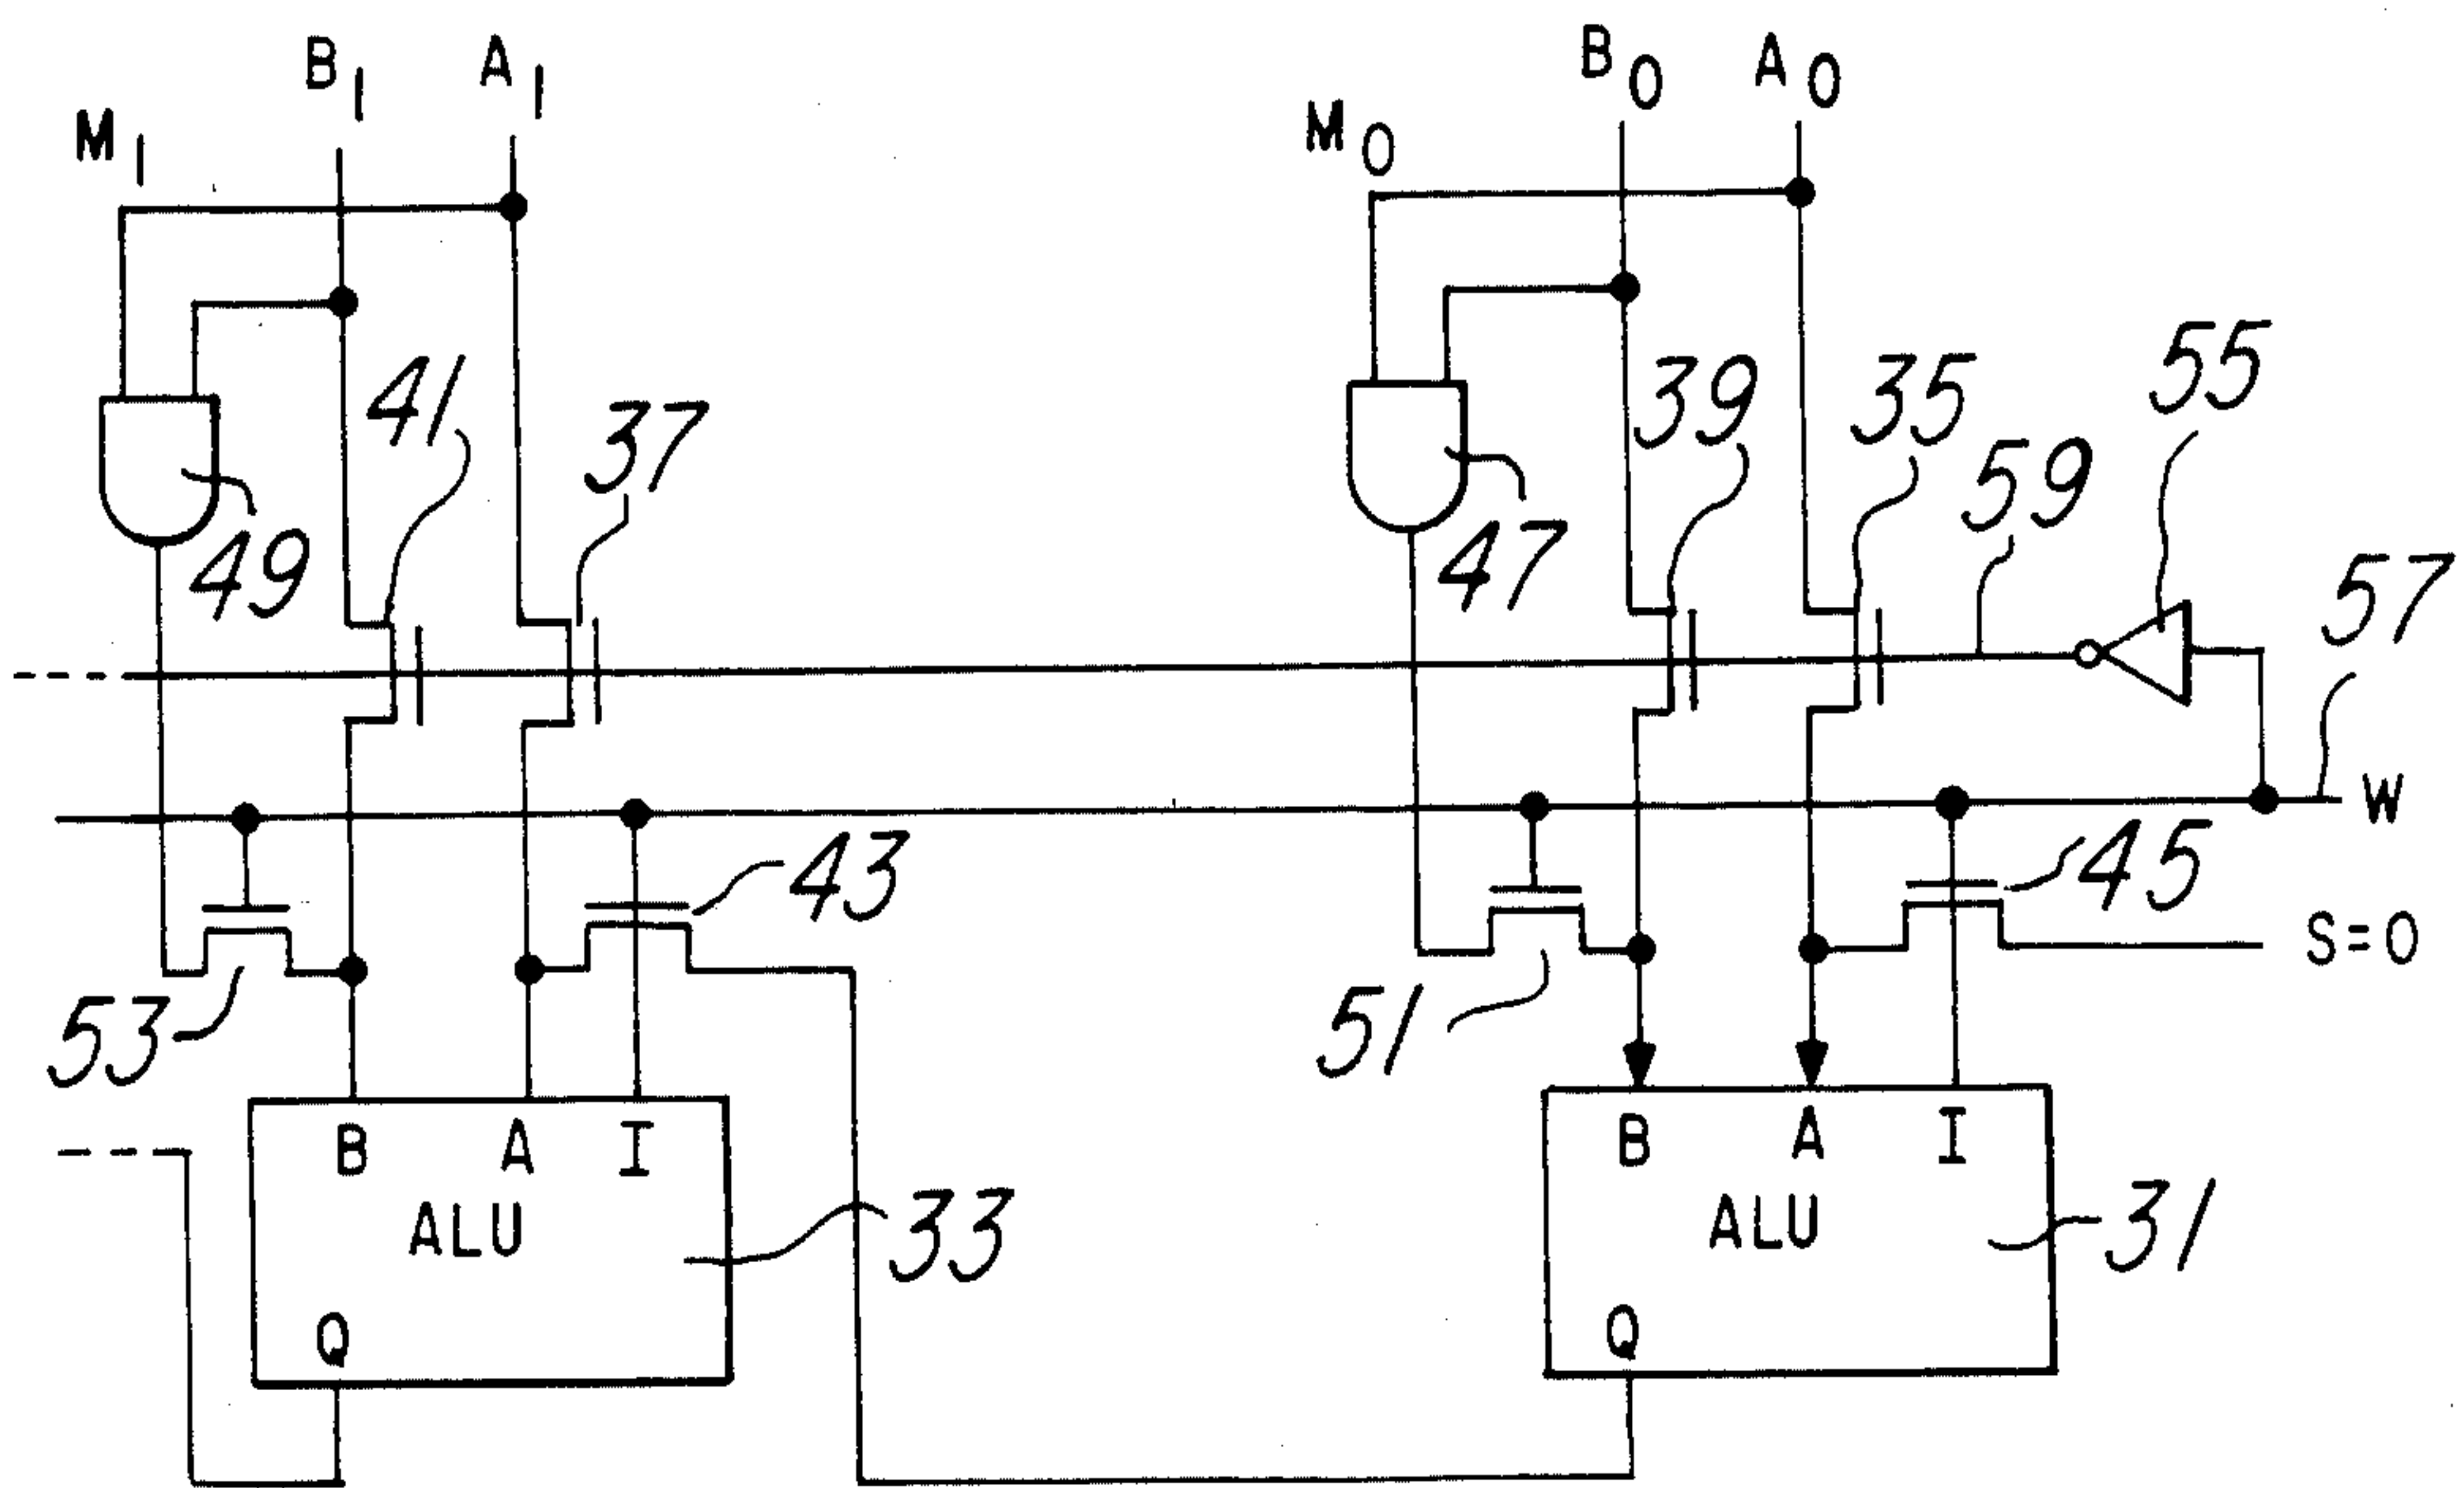 B1 A1 B0 A0
M1 M0
41 37 39 35 55
59
49 47 57
W
43 45
S=0
53 51
B A I B A I
ALU 33 ALU 31
Q Q